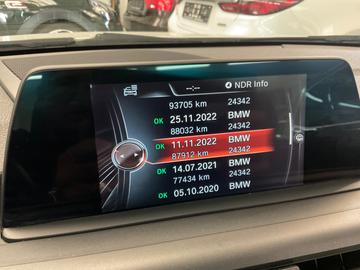 --:-- NDR Info
93705 km 24342
OK 25.11.2022 BMW
88032 km 24342
OK 11.11.2022 BMW
87912 km 24342
OK 14.07.2021 BMW
77434 km 24342
OK 05.10.2020 BMW